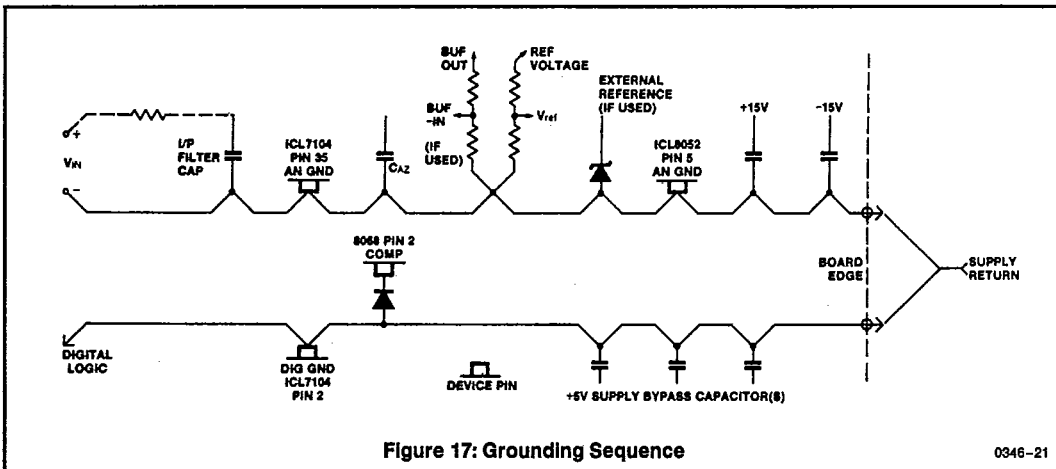 BUF
OUT
REF
VOLTAGE
EXTERNAL
REFERENCE
(IF USED)
+15V
-15V
BUF
-IN
Vref
(IF
USED)
+
VIN
-
I/P
FILTER
CAP
ICL7104
PIN 35
AN GND
CAZ
ICL8052
PIN 5
AN GND
8068 PIN 2
COMP
BOARD
EDGE
SUPPLY
RETURN
DIGITAL
LOGIC
DIG GND
ICL7104
PIN 2
DEVICE PIN
+5V SUPPLY BYPASS CAPACITOR(S)
Figure 17: Grounding Sequence
0346-21